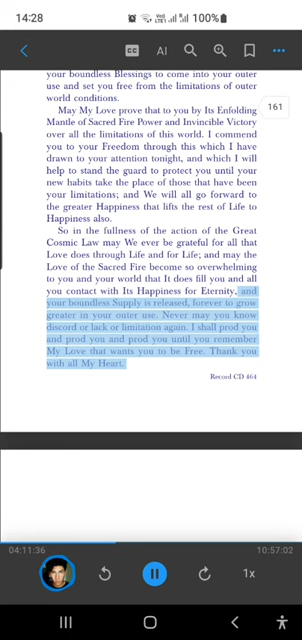 14:28
VoLTE
LTE
100%
CC
AI
161
your boundless Blessings to come into your outer
use and set you free from the limitations of outer
world conditions.
May My Love prove that to you by Its Enfolding
Mantle of Sacred Fire Power and Invincible Victory
over all the limitations of this world. I commend
you to your Freedom through this which I have
drawn to your attention tonight, and which I will
help to stand the guard to protect you until your
new habits take the place of those that have been
your limitations; and We will all go forward to
the greater Happiness that lifts the rest of Life to
Happiness also.
So in the fullness of the action of the Great
Cosmic Law may We ever be grateful for all that
Love does through Life and for Life; and may the
Love of the Sacred Fire become so overwhelming
to you and your world that It does fill you and all
you contact with Its Happiness for Eternity, and
your boundless Supply is released, forever to grow
greater in your outer use. Never may you know
discord or lack or limitation again. I shall prod you
and prod you and prod you until you remember
My Love that wants you to be Free. Thank you
with all My Heart.
Record CD 464
04:11:36
10:57:02
1x